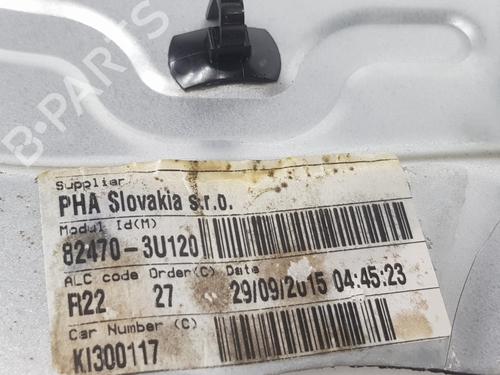 B-PARTS
Supplier
PHA Slovakia s.r.o.
Modul Id(M)
82470-3U120
ALC code Order(C) Date
R22 27 29/09/2015 04:45:23
Car Number (C)
KI300117